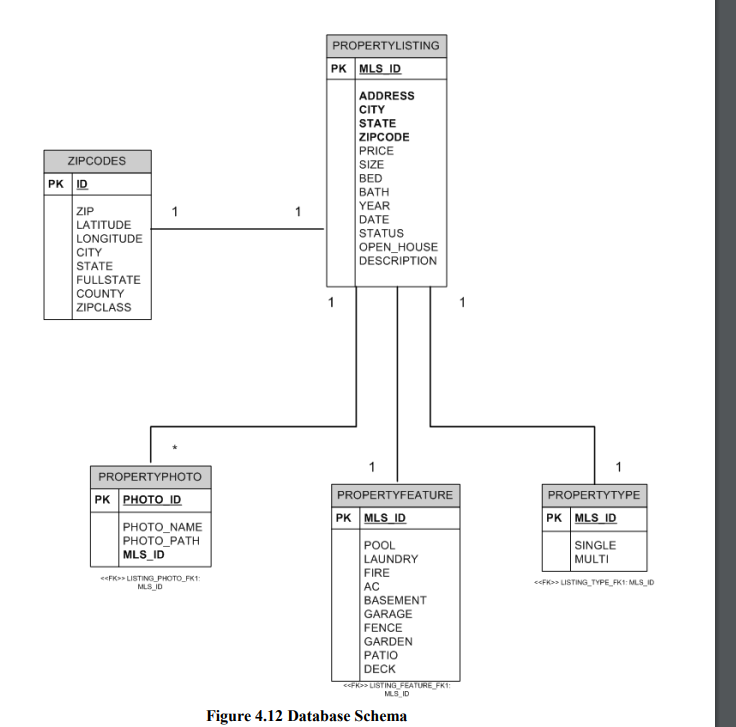 PROPERTYLISTING
PK MLS_ID
ADDRESS
CITY
STATE
ZIPCODE
PRICE
SIZE
BED
BATH
YEAR
DATE
STATUS
OPEN_HOUSE
DESCRIPTION
ZIPCODES
PK ID
ZIP
LATITUDE
LONGITUDE
CITY
STATE
FULLSTATE
COUNTY
ZIPCLASS
1 1
1 1
*
1
1
PROPERTYPHOTO
PK PHOTO_ID
PHOTO_NAME
PHOTO_PATH
MLS_ID
<<FK>> LISTING_PHOTO_FK1:
MLS_ID
PROPERTYFEATURE
PK MLS_ID
POOL
LAUNDRY
FIRE
AC
BASEMENT
GARAGE
FENCE
GARDEN
PATIO
DECK
<<FK>> LISTING_FEATURE_FK1:
MLS_ID
PROPERTYTYPE
PK MLS_ID
SINGLE
MULTI
<<FK>> LISTING_TYPE_FK1: MLS_ID
Figure 4.12 Database Schema